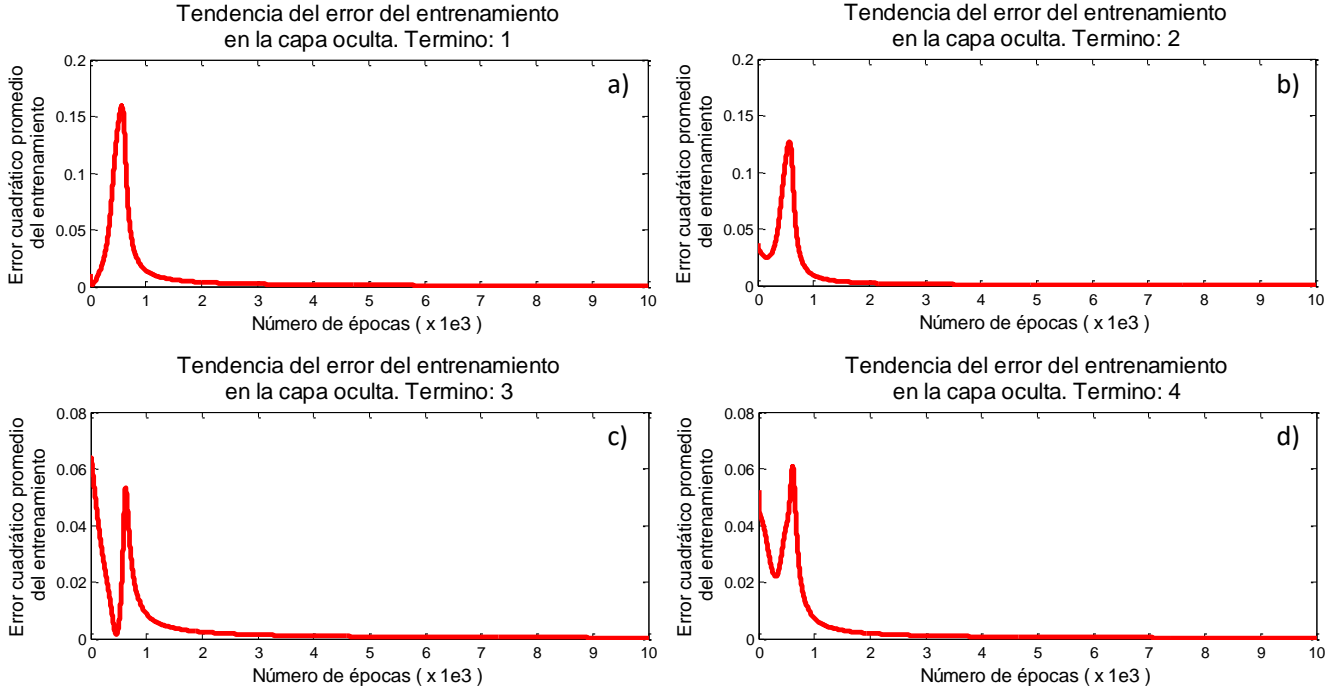 Tendencia del error del entrenamiento
en la capa oculta. Termino: 1
a)
Error cuadrático promedio
del entrenamiento
0.2
0.15
0.1
0.05
0
0 1 2 3 4 5 6 7 8 9 10
Número de épocas ( x 1e3 )
Tendencia del error del entrenamiento
en la capa oculta. Termino: 2
b)
Error cuadrático promedio
del entrenamiento
0.2
0.15
0.1
0.05
0
0 1 2 3 4 5 6 7 8 9 10
Número de épocas ( x 1e3 )
Tendencia del error del entrenamiento
en la capa oculta. Termino: 3
c)
Error cuadrático promedio
del entrenamiento
0.08
0.06
0.04
0.02
0
0 1 2 3 4 5 6 7 8 9 10
Número de épocas ( x 1e3 )
Tendencia del error del entrenamiento
en la capa oculta. Termino: 4
d)
Error cuadrático promedio
del entrenamiento
0.08
0.06
0.04
0.02
0
0 1 2 3 4 5 6 7 8 9 10
Número de épocas ( x 1e3 )